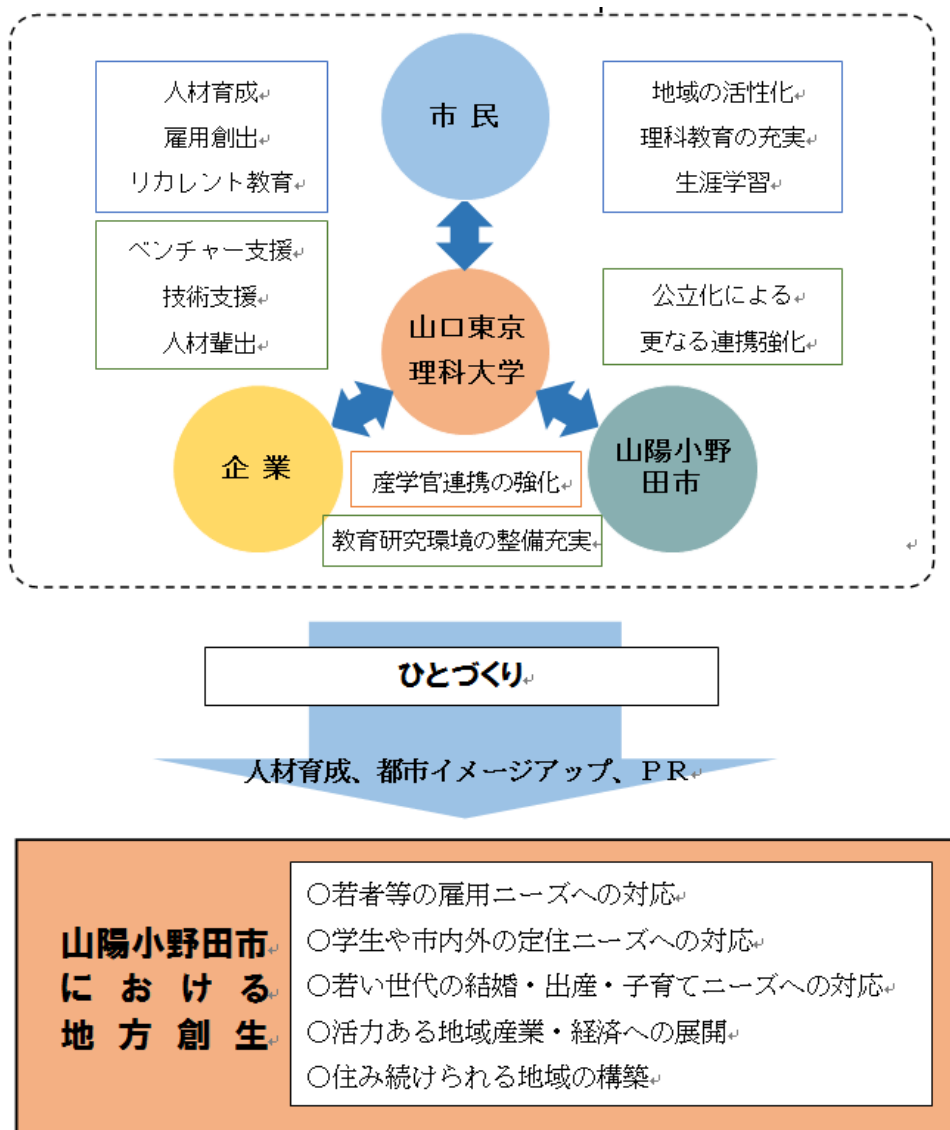 市 民
人材育成
雇用創出
リカレント教育
地域の活性化
理科教育の充実
生涯学習
ベンチャー支援
技術支援
人材輩出
山口東京
理科大学
公立化による
更なる連携強化
企 業
山陽小野
田市
産学官連携の強化
教育研究環境の整備充実
ひとづくり
人材育成、都市イメージアップ、ＰＲ
山陽小野田市
に お け る
地 方 創 生
○若者等の雇用ニーズへの対応
○学生や市内外の定住ニーズへの対応
○若い世代の結婚・出産・子育てニーズへの対応
○活力ある地域産業・経済への展開
○住み続けられる地域の構築